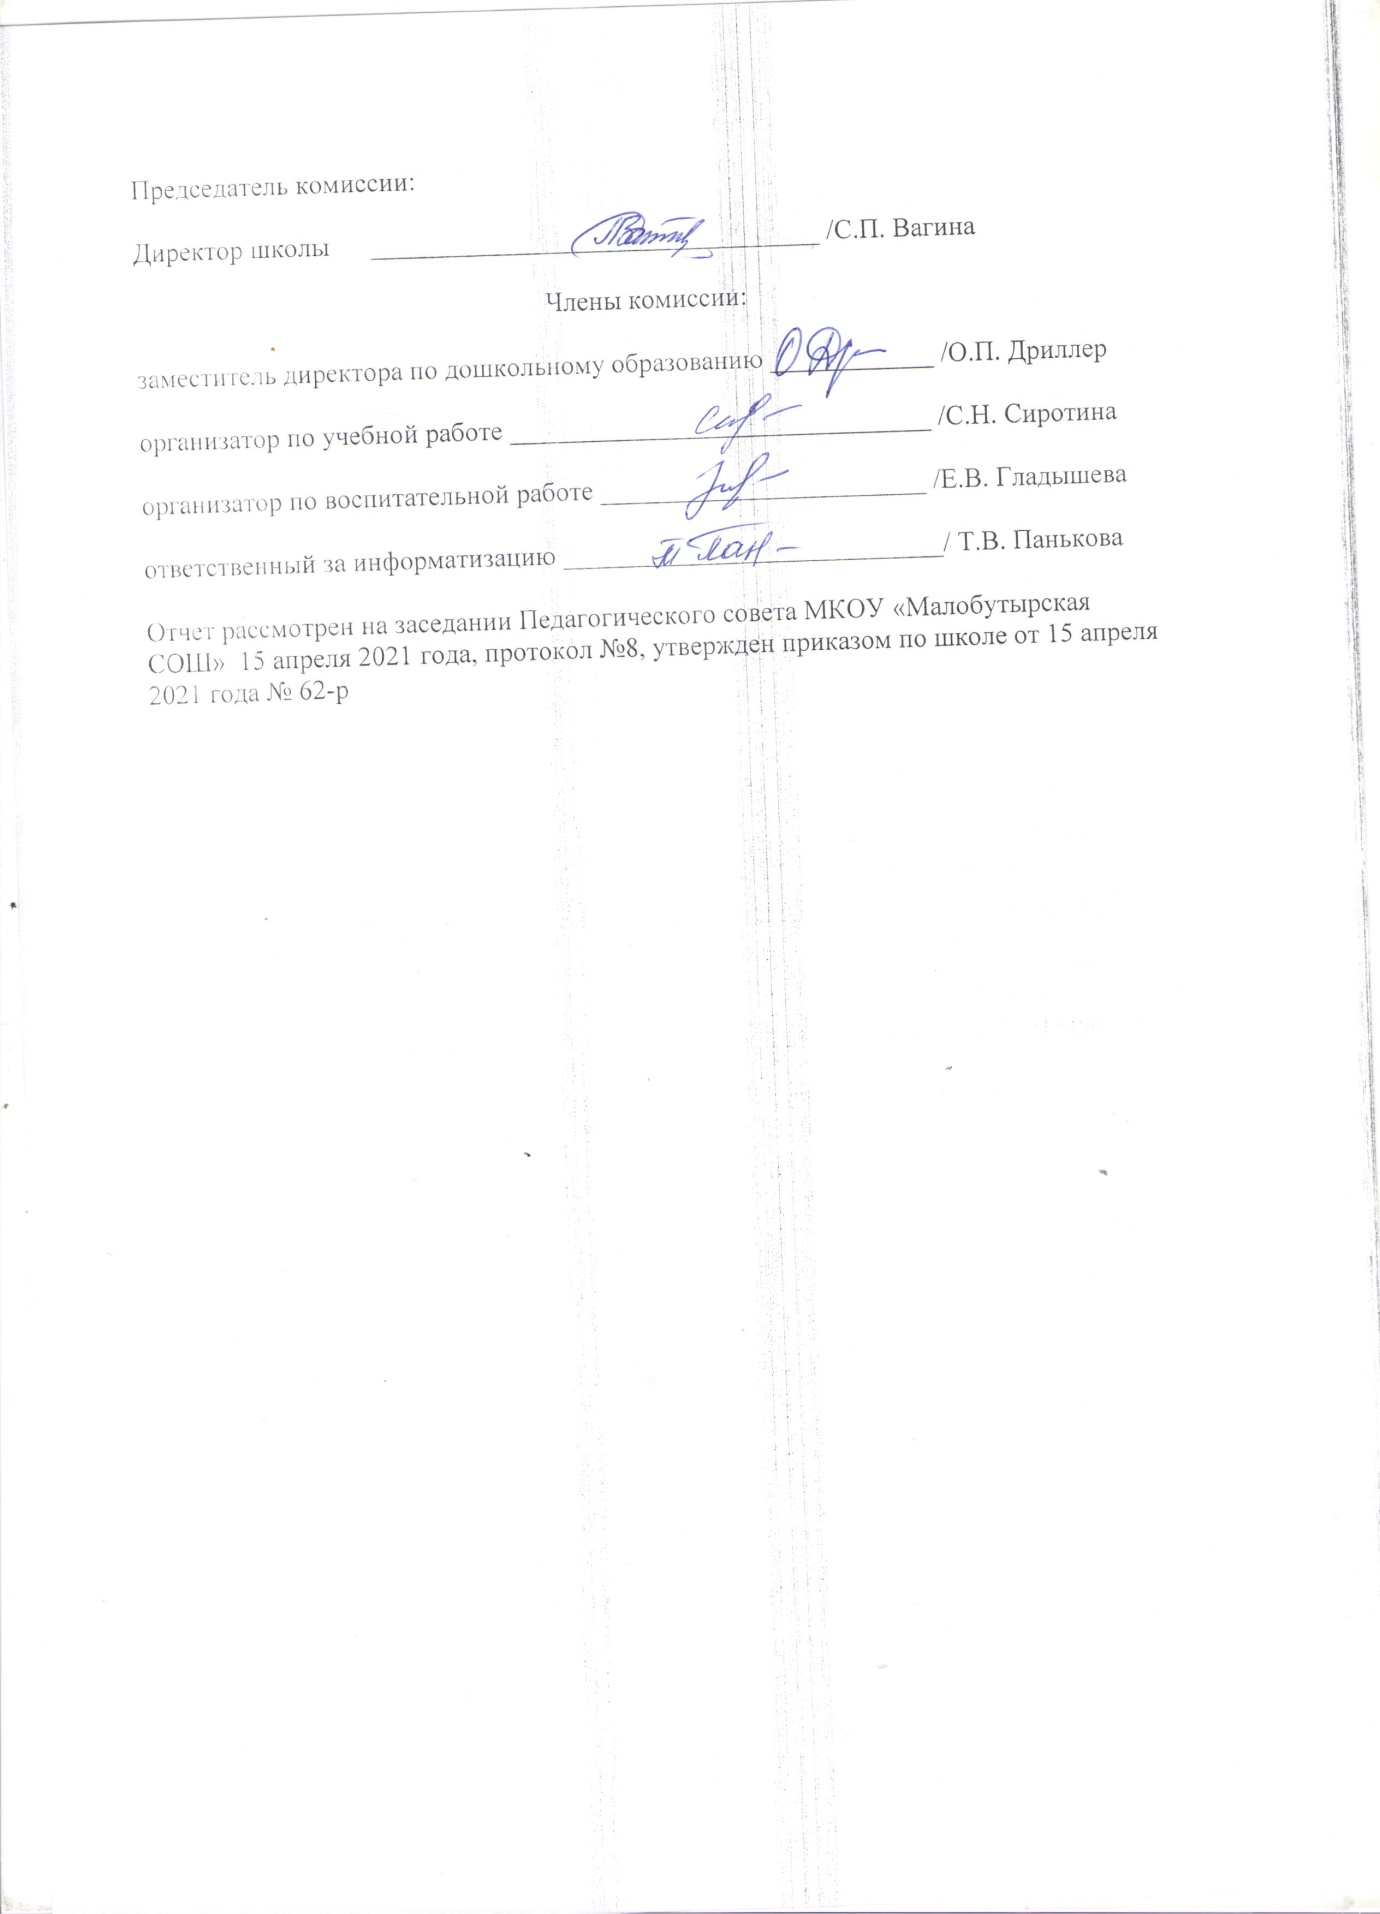 Председатель комиссии:
Директор школы /С.П. Вагина
Члены комиссии:
заместитель директора по дошкольному образованию /О.П. Дриллер
организатор по учебной работе /С.Н. Сиротина
организатор по воспитательной работе /Е.В. Гладышева
ответственный за информатизацию / Т.В. Панькова
Отчет рассмотрен на заседании Педагогического совета МКОУ «Малобутырская
СОШ» 15 апреля 2021 года, протокол №8, утвержден приказом по школе от 15 апреля
2021 года № 62-р